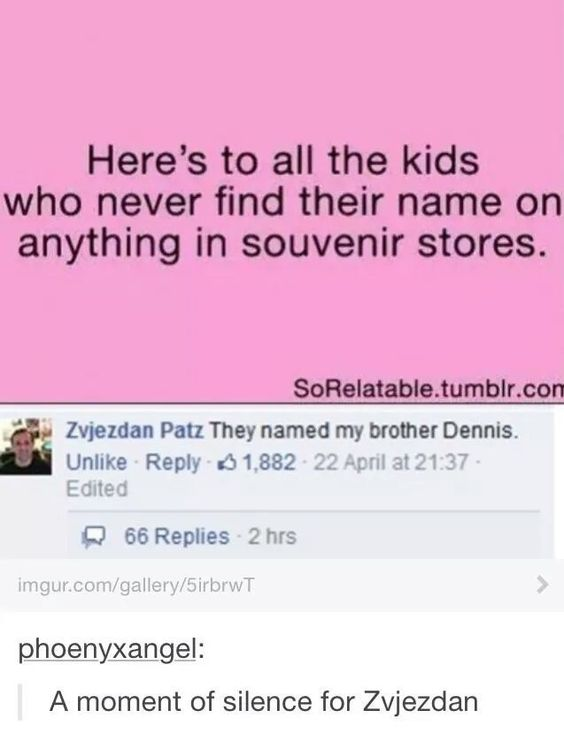 Here's to all the kids
who never find their name on
anything in souvenir stores.
SoRelatable.tumblr.com
Zvjezdan Patz They named my brother Dennis.
Unlike · Reply · 1,882 · 22 April at 21:37 ·
Edited
66 Replies · 2 hrs
imgur.com/gallery/5irbrwT
phoenyxangel:
A moment of silence for Zvjezdan